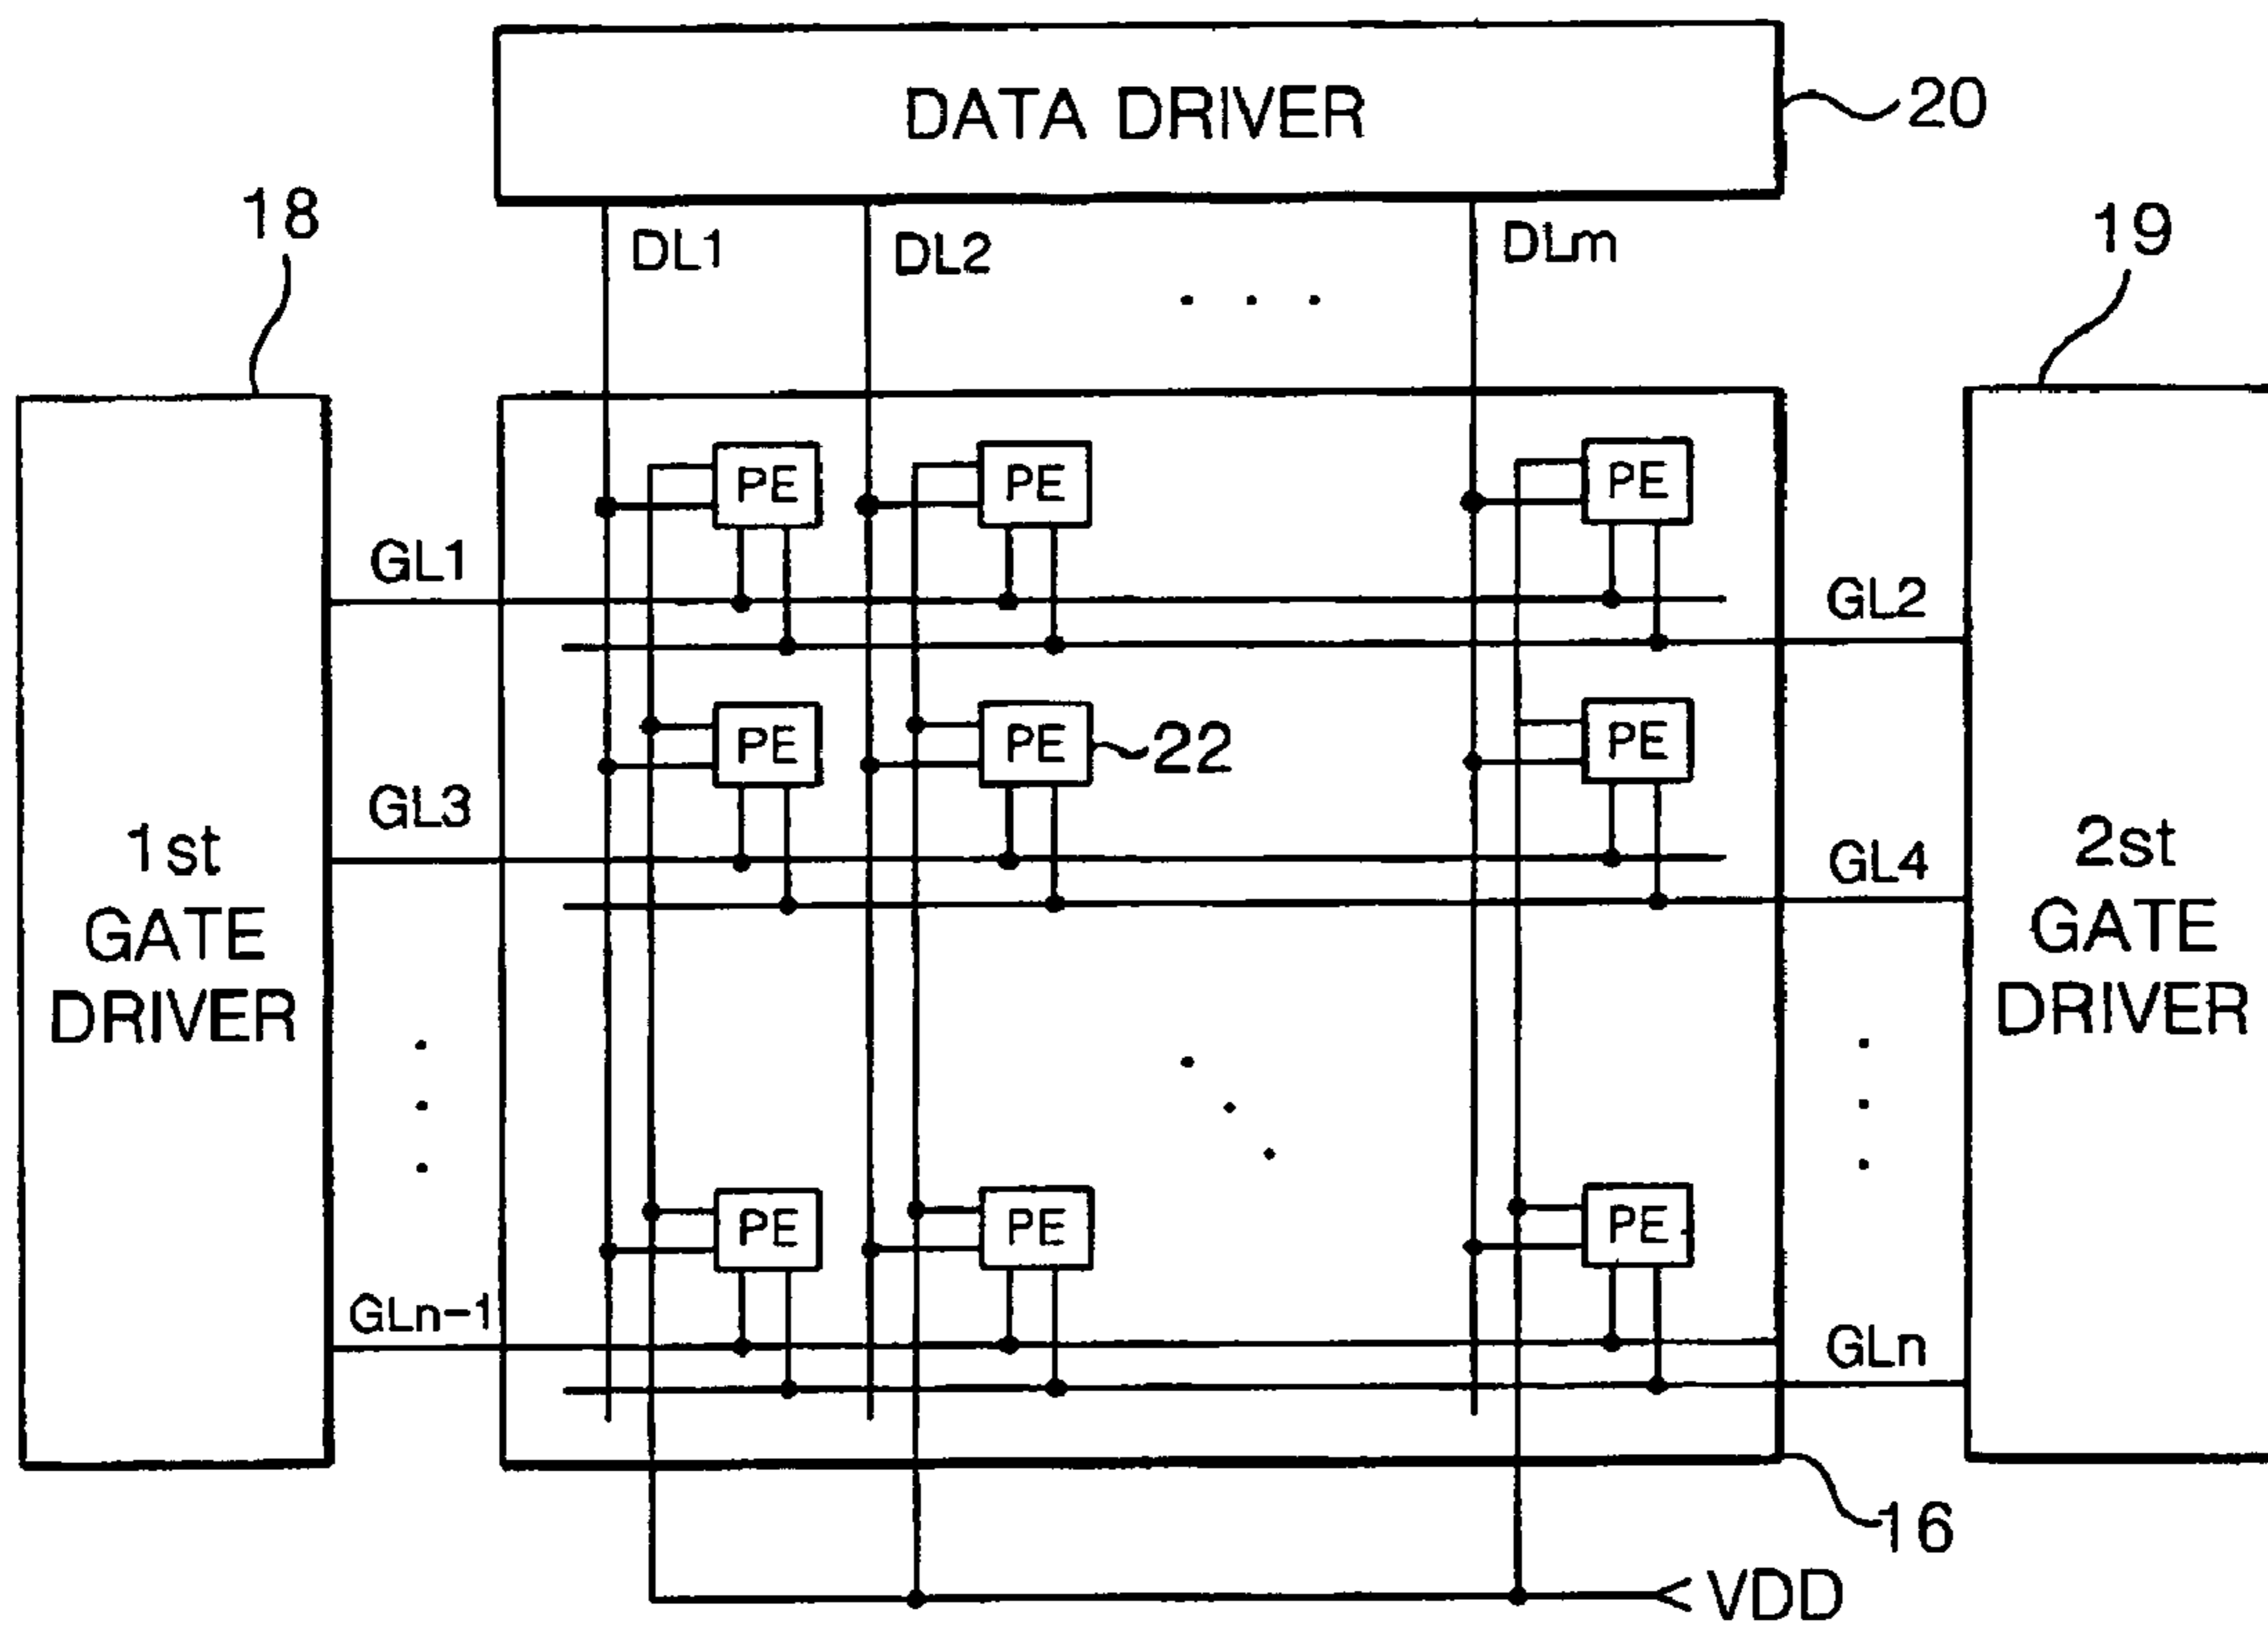 DATA DRIVER
20
18
19
DL1
DL2
DLm
. . .
PE
PE
PE
GL1
GL2
PE
PE
22
PE
GL3
GL4
1st
GATE
DRIVER
2st
GATE
DRIVER
PE
PE
PE
GLn-1
GLn
16
VDD